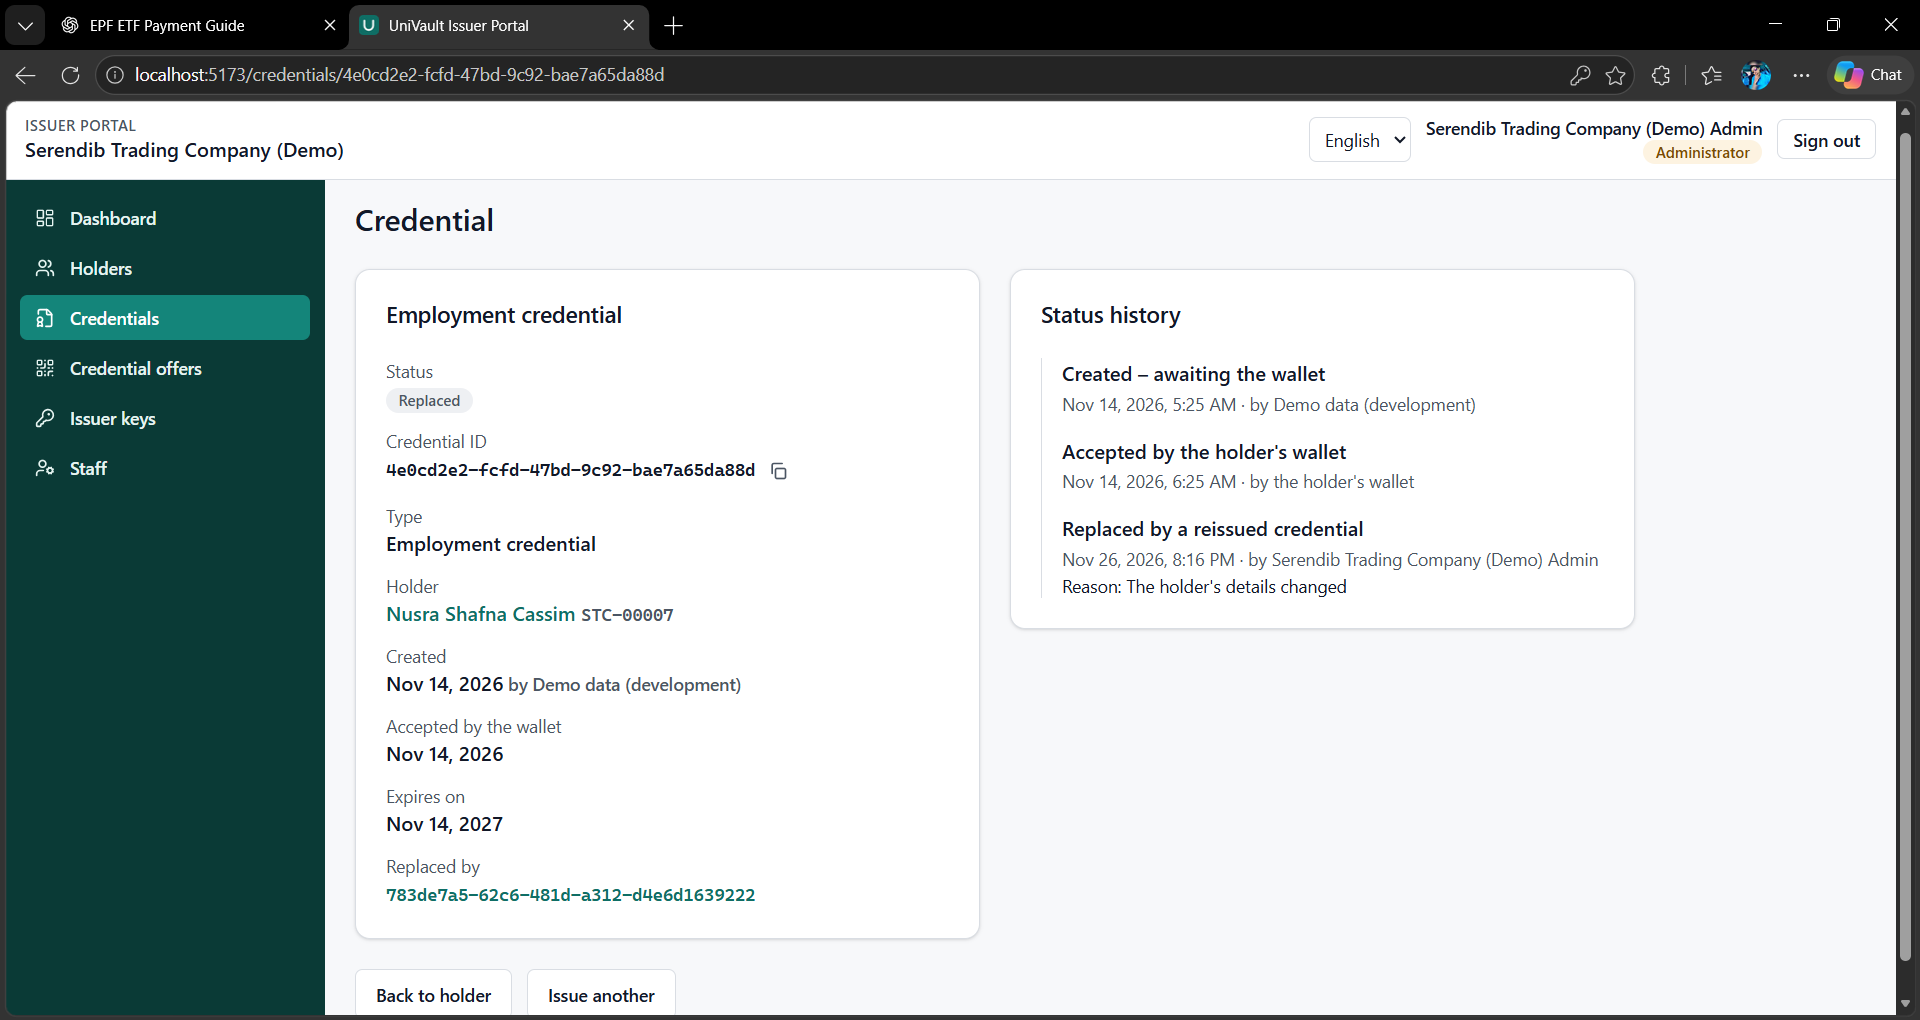 EPF ETF Payment Guide
UniVault Issuer Portal
localhost:5173/credentials/4e0cd2e2-fcfd-47bd-9c92-bae7a65da88d
Chat
ISSUER PORTAL
Serendib Trading Company (Demo)
English
Serendib Trading Company (Demo) Admin
Administrator
Sign out
Dashboard
Holders
Credentials
Credential offers
Issuer keys
Staff
Credential
Employment credential
Status
Replaced
Credential ID
4e0cd2e2-fcfd-47bd-9c92-bae7a65da88d
Type
Employment credential
Holder
Nusra Shafna Cassim STC-00007
Created
Nov 14, 2026 by Demo data (development)
Accepted by the wallet
Nov 14, 2026
Expires on
Nov 14, 2027
Replaced by
783de7a5-62c6-481d-a312-d4e6d1639222
Status history
Created – awaiting the wallet
Nov 14, 2026, 5:25 AM · by Demo data (development)
Accepted by the holder's wallet
Nov 14, 2026, 6:25 AM · by the holder's wallet
Replaced by a reissued credential
Nov 26, 2026, 8:16 PM · by Serendib Trading Company (Demo) Admin
Reason: The holder's details changed
Back to holder
Issue another